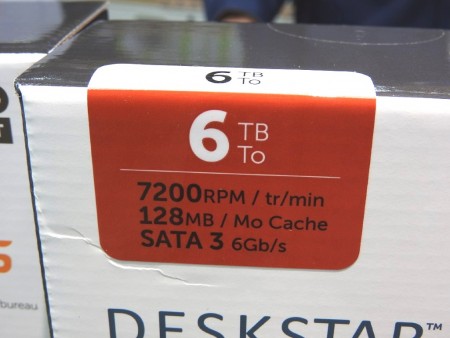 6 TB
To
6 TB
To
7200RPM / tr/min
128MB / Mo Cache
SATA 3 6Gb/s
bureau
DESKSTAR™